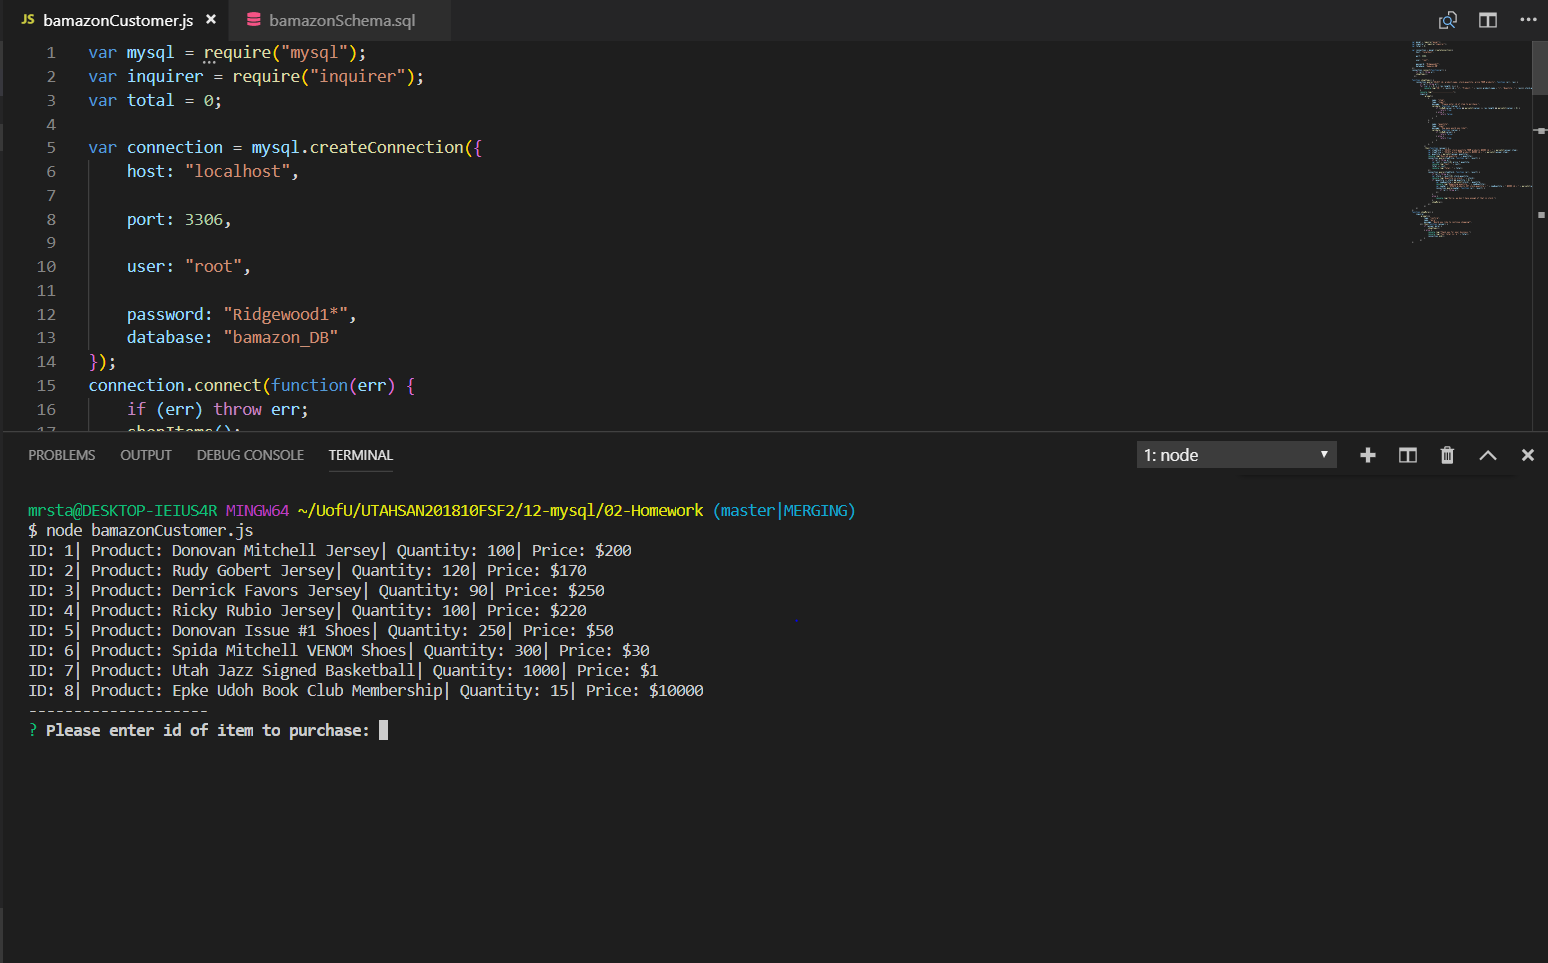 JS bamazonCustomer.js ×
bamazonSchema.sql
1 var mysql = require("mysql");
2 var inquirer = require("inquirer");
3 var total = 0;
4
5 var connection = mysql.createConnection({
6 host: "localhost",
7
8 port: 3306,
9
10 user: "root",
11
12 password: "Ridgewood1*",
13 database: "bamazon_DB"
14 });
15 connection.connect(function(err) {
16 if (err) throw err;
17 shopItems();
PROBLEMS OUTPUT DEBUG CONSOLE TERMINAL
1: node
mrsta@DESKTOP-IEIUS4R MINGW64 ~/UofU/UTAHSAN201810FSF2/12-mysql/02-Homework (master|MERGING)
$ node bamazonCustomer.js
ID: 1| Product: Donovan Mitchell Jersey| Quantity: 100| Price: $200
ID: 2| Product: Rudy Gobert Jersey| Quantity: 120| Price: $170
ID: 3| Product: Derrick Favors Jersey| Quantity: 90| Price: $250
ID: 4| Product: Ricky Rubio Jersey| Quantity: 100| Price: $220
ID: 5| Product: Donovan Issue #1 Shoes| Quantity: 250| Price: $50
ID: 6| Product: Spida Mitchell VENOM Shoes| Quantity: 300| Price: $30
ID: 7| Product: Utah Jazz Signed Basketball| Quantity: 1000| Price: $1
ID: 8| Product: Epke Udoh Book Club Membership| Quantity: 15| Price: $10000
--------------------
? Please enter id of item to purchase: